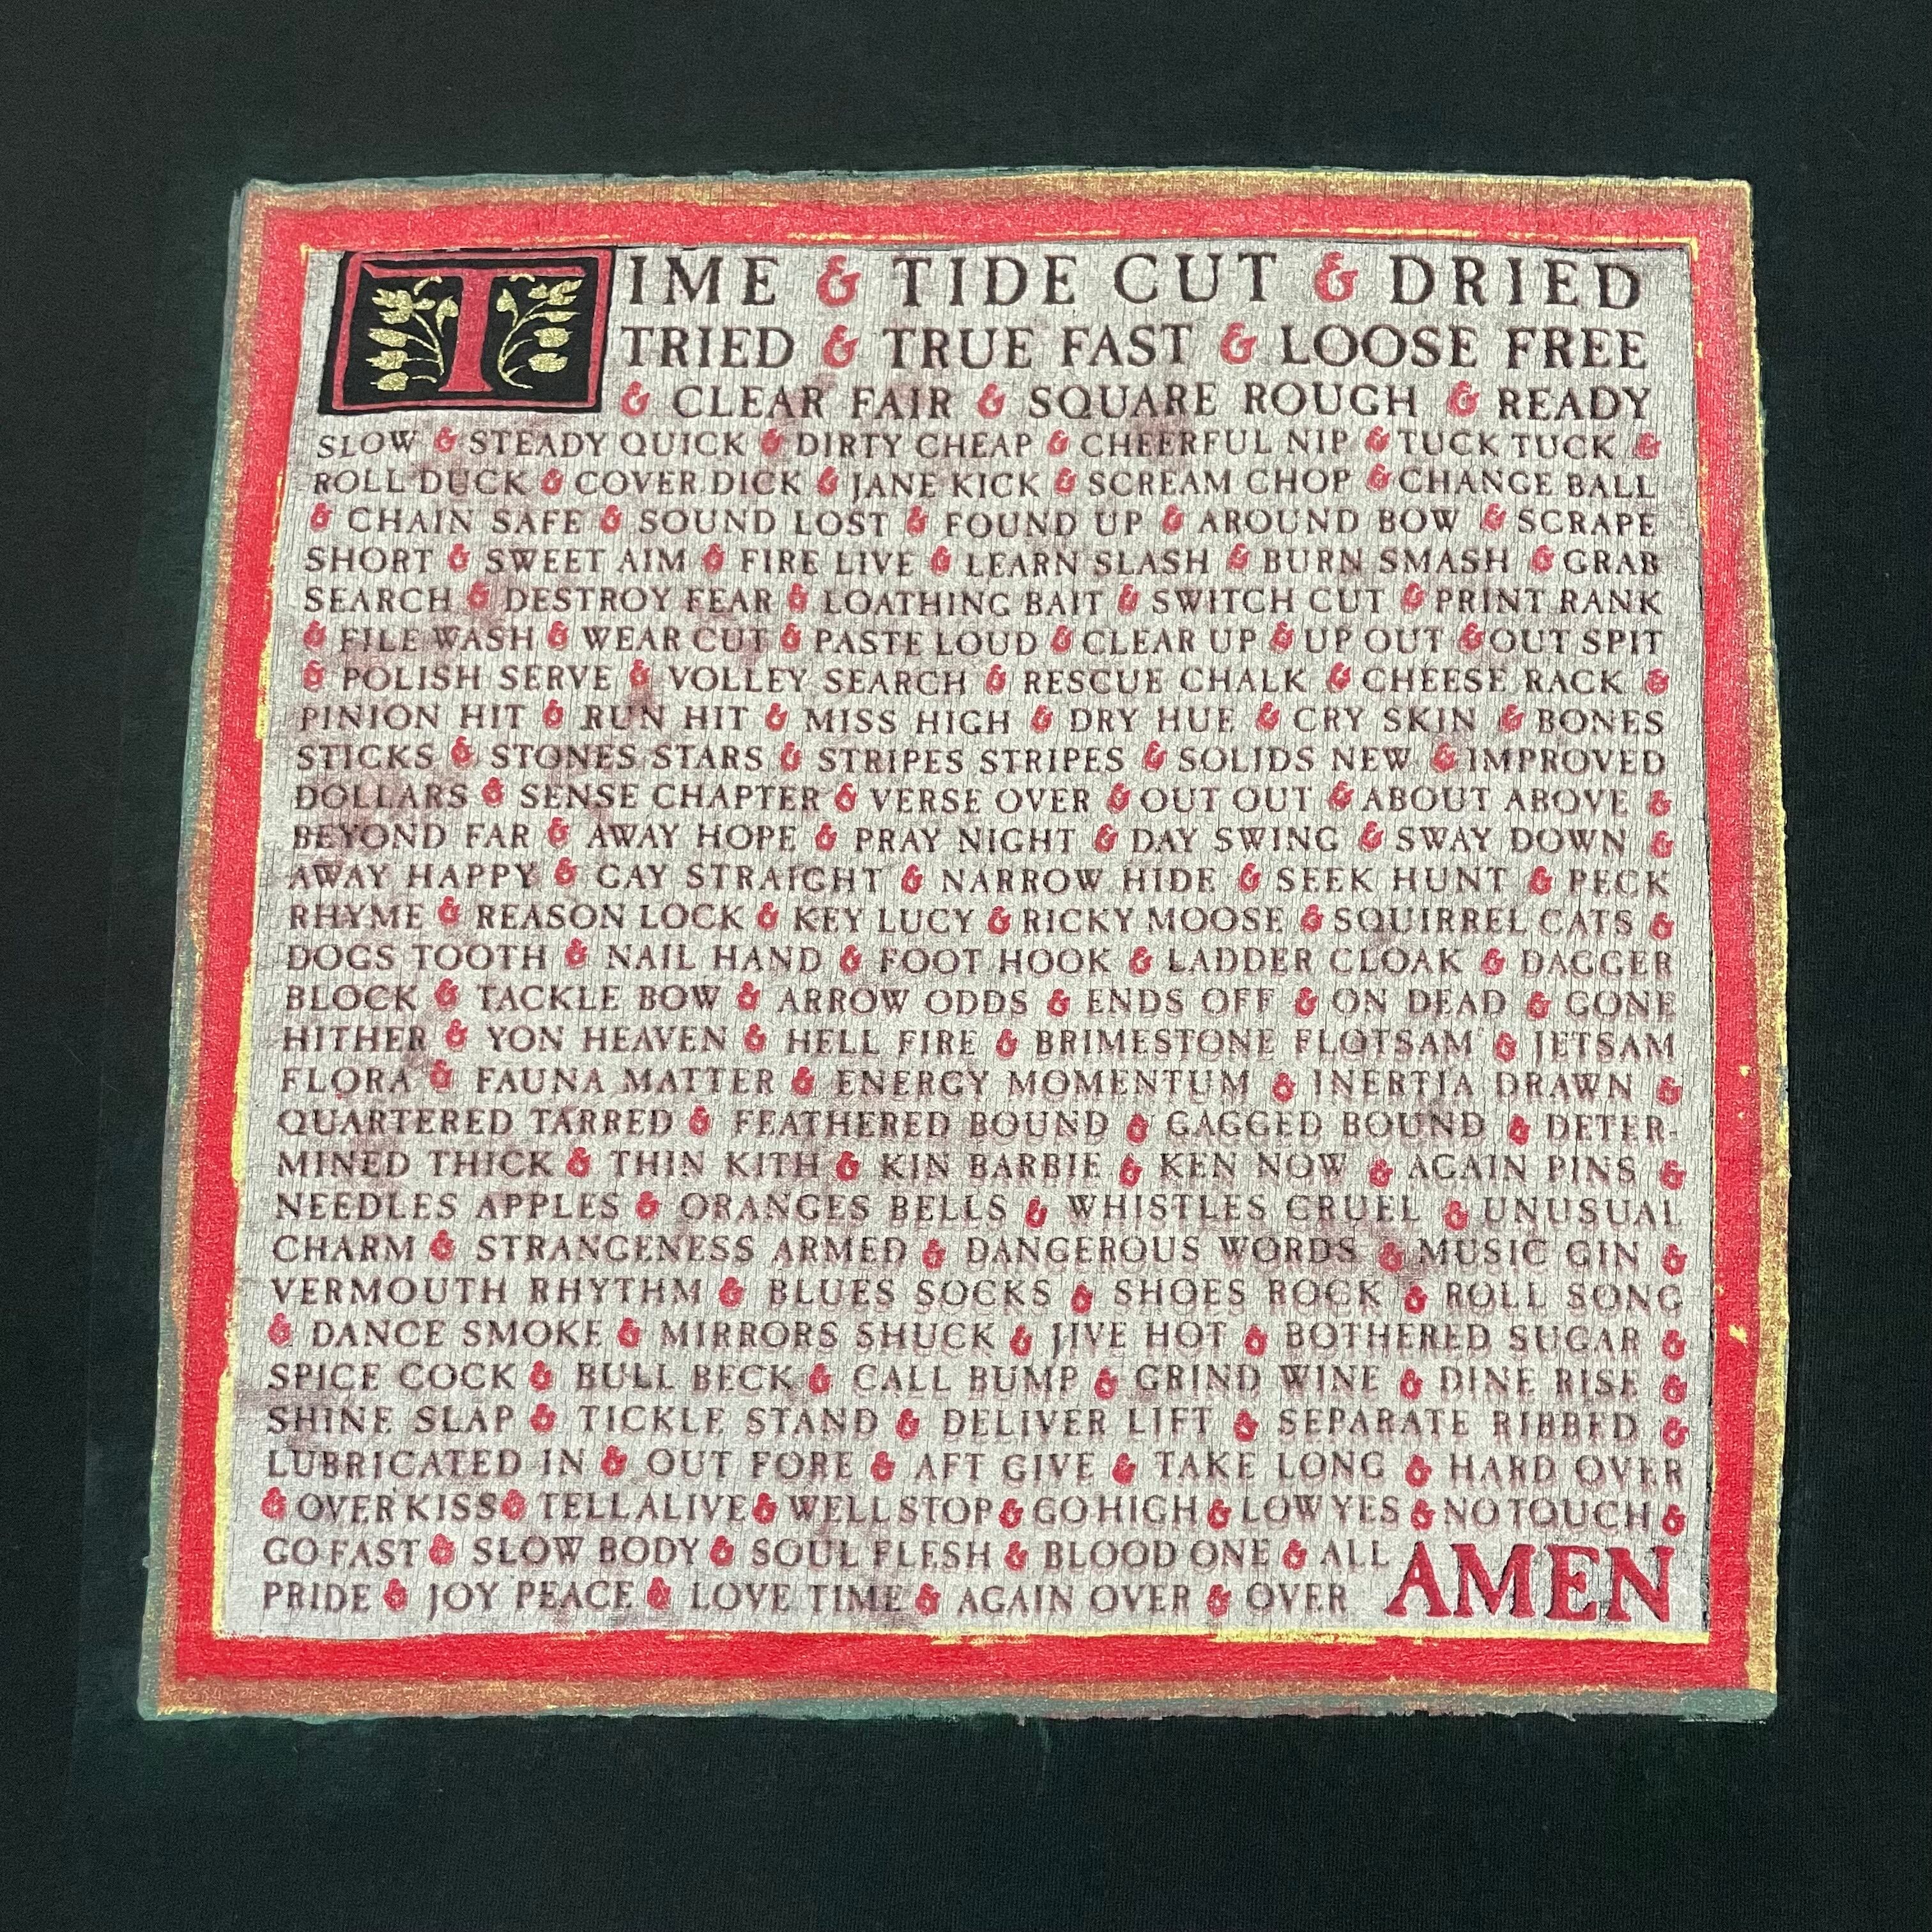 TIME & TIDE CUT & DRIED
TRIED & TRUE FAST & LOOSE FREE
& CLEAR FAIR & SQUARE ROUGH & READY
SLOW & STEADY QUICK & DIRTY CHEAP & CHEERFUL NIP & TUCK TUCK &
ROLL DUCK & COVER DICK & JANE KICK & SCREAM CHOP & CHANGE BALL
& CHAIN SAFE & SOUND LOST & FOUND UP & AROUND BOW & SCRAPE
SHORT & SWEET AIM & FIRE LIVE & LEARN SLASH & BURN SMASH & GRAB
SEARCH & DESTROY FEAR & LOATHING BAIT & SWITCH CUT & PRINT RANK
& FILE WASH & WEAR CUT & PASTE LOUD & CLEAR UP & UP OUT & OUT SPIT
& POLISH SERVE & VOLLEY SEARCH & RESCUE CHALK & CHEESE RACK &
PINION HIT & RUN HIT & MISS HIGH & DRY HUE & CRY SKIN & BONES
STICKS & STONES STARS & STRIPES STRIPES & SOLIDS NEW & IMPROVED
DOLLARS & SENSE CHAPTER & VERSE OVER & OUT OUT & ABOUT ABOVE &
BEYOND FAR & AWAY HOPE & PRAY NIGHT & DAY SWING & SWAY DOWN &
AWAY HAPPY & GAY STRAIGHT & NARROW HIDE & SEEK HUNT & PECK
RHYME & REASON LOCK & KEY LUCY & RICKY MOOSE & SQUIRREL CATS &
DOGS TOOTH & NAIL HAND & FOOT HOOK & LADDER CLOAK & DAGGER
BLOCK & TACKLE BOW & ARROW ODDS & ENDS OFF & ON DEAD & GONE
HITHER & YON HEAVEN & HELL FIRE & BRIMESTONE FLOTSAM & JETSAM
FLORA & FAUNA MATTER & ENERGY MOMENTUM & INERTIA DRAWN &
QUARTERED TARRED & FEATHERED BOUND & GAGGED BOUND & DETER-
MINED THICK & THIN KITH & KIN BARBIE & KEN NOW & AGAIN PINS &
NEEDLES APPLES & ORANGES BELLS & WHISTLES CRUEL & UNUSUAL
CHARM & STRANGENESS ARMED & DANGEROUS WORDS & MUSIC GIN &
VERMOUTH RHYTHM & BLUES SOCKS & SHOES ROCK & ROLL SONG
& DANCE SMOKE & MIRRORS SHUCK & JIVE HOT & BOTHERED SUGAR &
SPICE COCK & BULL BECK & CALL BUMP & GRIND WINE & DINE RISE &
SHINE SLAP & TICKLE STAND & DELIVER LIFT & SEPARATE RIBBED &
LUBRICATED IN & OUT FORE & AFT GIVE & TAKE LONG & HARD OVER
& OVER KISS & TELL ALIVE & WELL STOP & GO HIGH & LOW YES & NO TOUCH &
GO FAST & SLOW BODY & SOUL FLESH & BLOOD ONE & ALL
PRIDE & JOY PEACE & LOVE TIME & AGAIN OVER & OVER AMEN